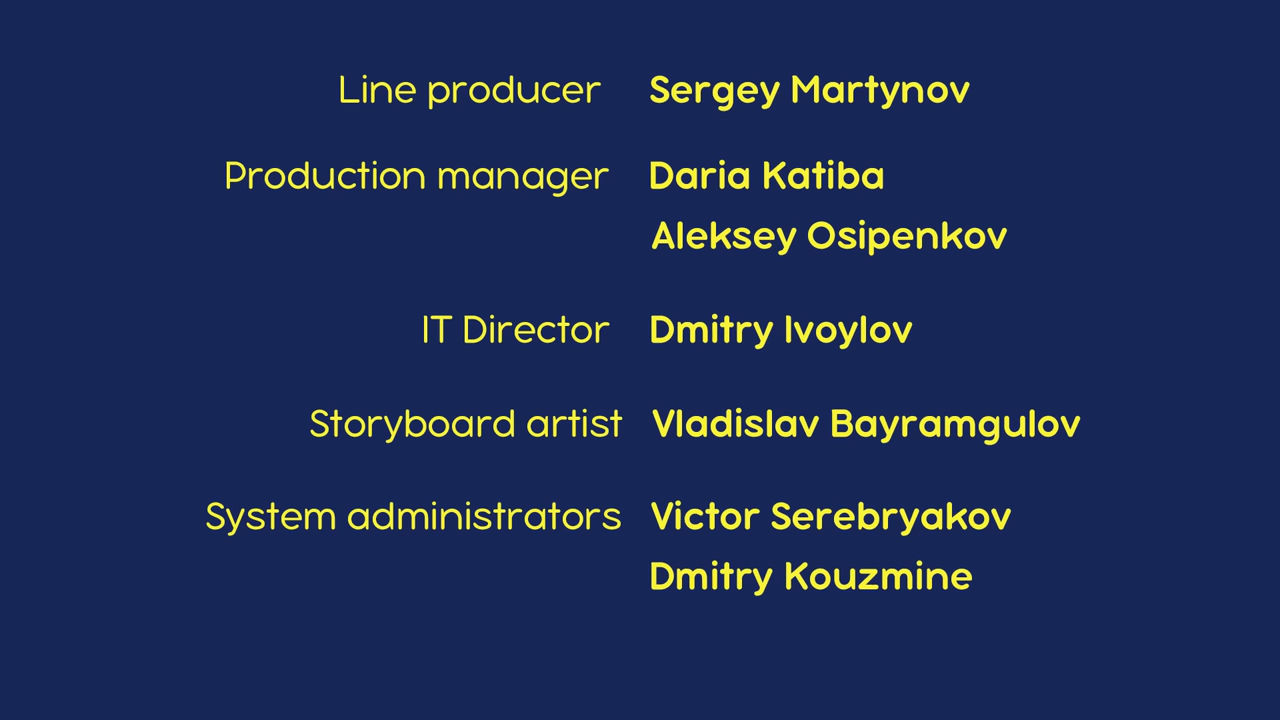 Line producer Sergey Martynov
Production manager Daria Katiba
Aleksey Osipenkov
IT Director Dmitry Ivoylov
Storyboard artist Vladislav Bayramgulov
System administrators Victor Serebryakov
Dmitry Kouzmine